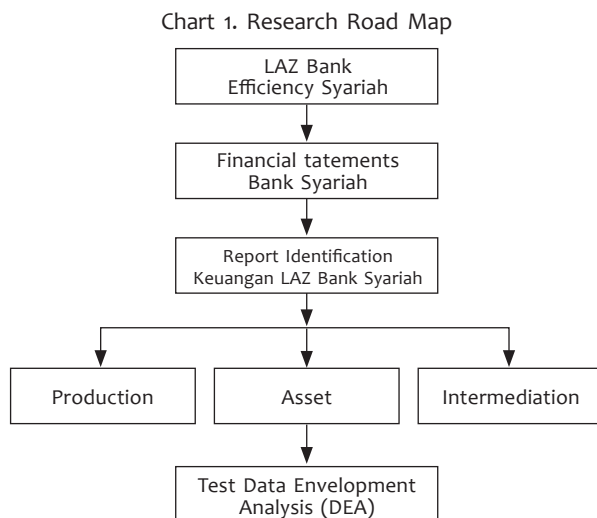 Chart 1. Research Road Map
LAZ Bank
Efficiency Syariah
Financial tatements
Bank Syariah
Report Identification
Keuangan LAZ Bank Syariah
Production
Asset
Intermediation
Test Data Envelopment
Analysis (DEA)